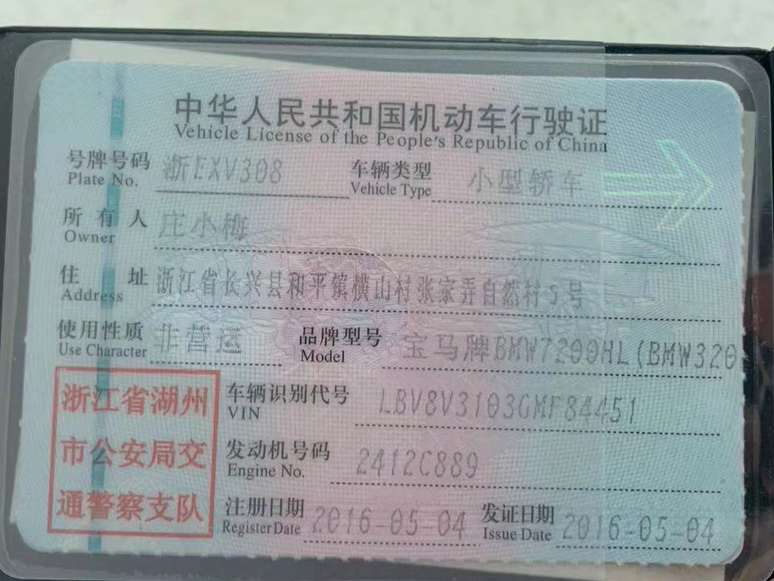 中华人民共和国机动车行驶证
Vehicle License of the People's Republic of China
号牌号码 浙EXV308 车辆类型 小型轿车
Plate No. Vehicle Type
所有人 庄小梅
Owner
住址 浙江省长兴县和平镇横山村张家弄自然村5号
Address
使用性质 非营运 品牌型号 宝马牌BMW7200HL(BMW320
Use Character Model
浙江省湖州
市公安局交
通警察支队
车辆识别代号 LBV8V3103GMF84451
VIN
发动机号码 2412C889
Engine No.
注册日期 2016-05-04 发证日期 2016-05-04
Register Date Issue Date